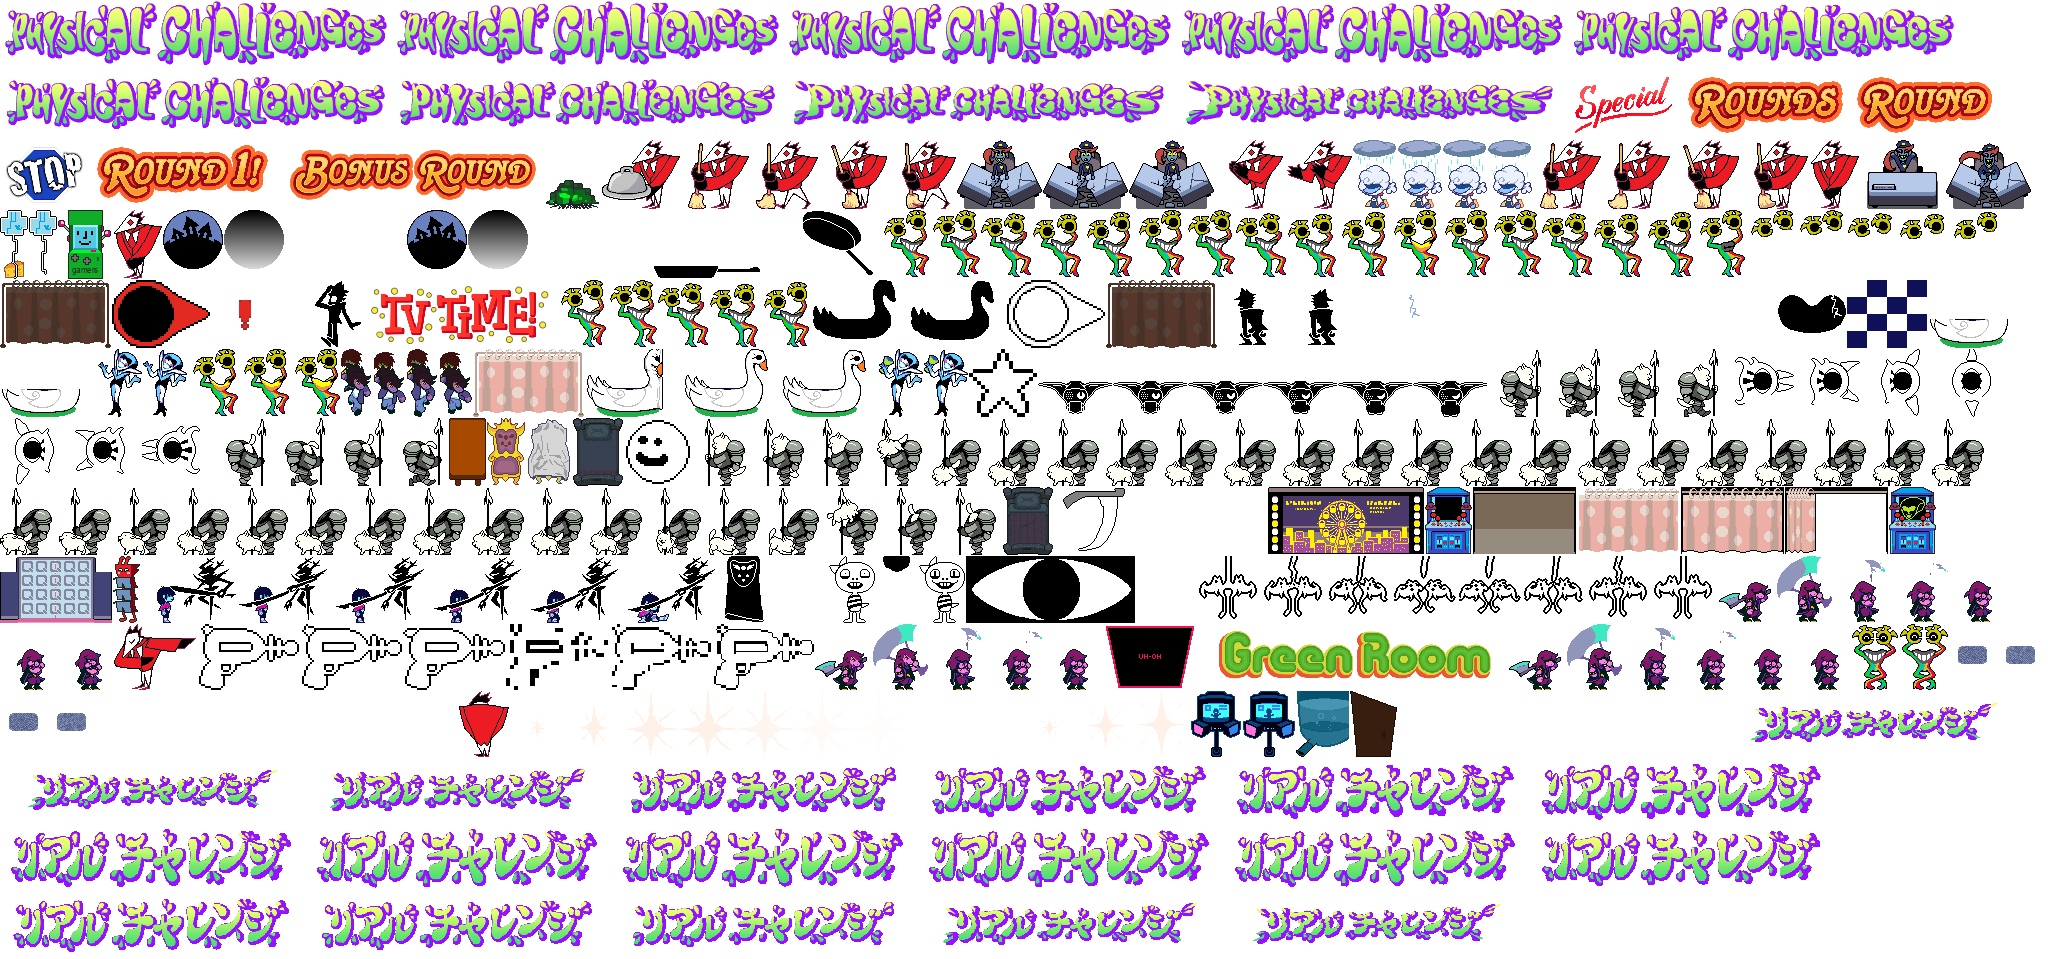 PHYSICAL CHALLENGES PHYSICAL CHALLENGES PHYSICAL CHALLENGES PHYSICAL CHALLENGES PHYSICAL CHALLENGES
PHYSICAL CHALLENGES PHYSICAL CHALLENGES PHYSICAL CHALLENGES PHYSICAL CHALLENGES Special ROUNDS ROUND
STOP ROUND 1! BONUS ROUND
gamers
TV TIME!
UH-OH Green Room
リアル チャレンジ
リアル チャレンジ リアル チャレンジ リアル チャレンジ リアル チャレンジ リアル チャレンジ リアル チャレンジ
リアル チャレンジ リアル チャレンジ リアル チャレンジ リアル チャレンジ リアル チャレンジ リアル チャレンジ
リアル チャレンジ リアル チャレンジ リアル チャレンジ リアル チャレンジ リアル チャレンジ